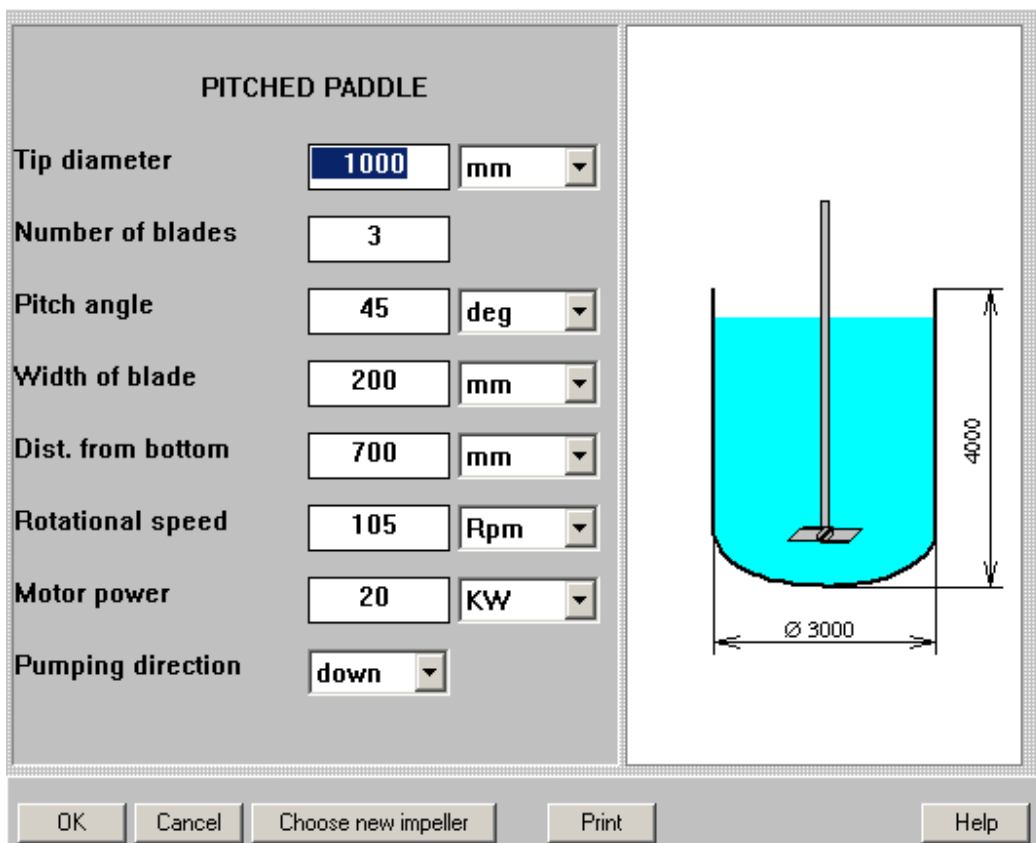 PITCHED PADDLE
Tip diameter 1000 mm
Number of blades 3
Pitch angle 45 deg
Width of blade 200 mm
Dist. from bottom 700 mm
Rotational speed 105 Rpm
Motor power 20 KW
Pumping direction down
4000
Ø 3000
OK Cancel Choose new impeller Print Help